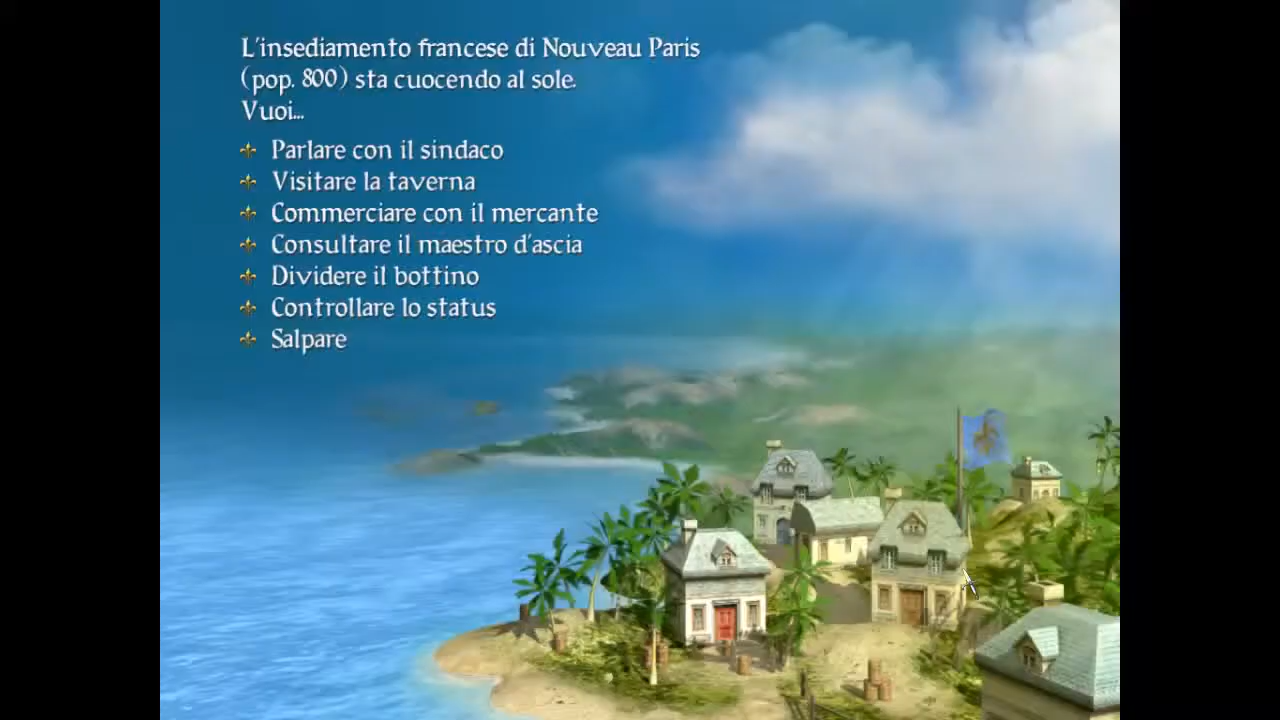 L'insediamento francese di Nouveau Paris
(pop. 800) sta cuocendo al sole.
Vuoi...
Parlare con il sindaco
Visitare la taverna
Commerciare con il mercante
Consultare il maestro d'ascia
Dividere il bottino
Controllare lo status
Salpare